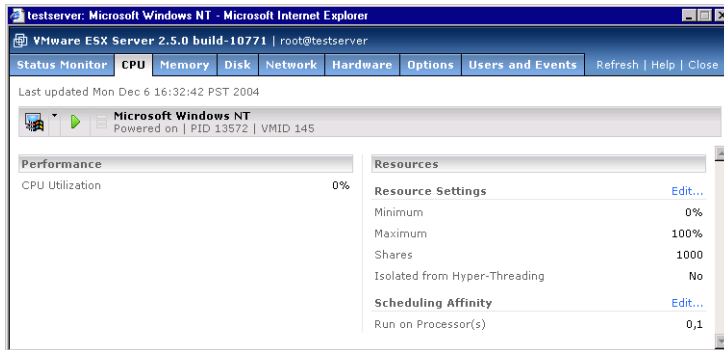 testserver: Microsoft Windows NT - Microsoft Internet Explorer
VMware ESX Server 2.5.0 build-10771 | root@testserver
Status Monitor CPU Memory Disk Network Hardware Options Users and Events Refresh | Help | Close
Last updated Mon Dec 6 16:32:42 PST 2004
Microsoft Windows NT
Powered on | PID 13572 | VMID 145
Performance
CPU Utilization 0%
Resources
Resource Settings Edit...
Minimum 0%
Maximum 100%
Shares 1000
Isolated from Hyper-Threading No
Scheduling Affinity Edit...
Run on Processor(s) 0,1